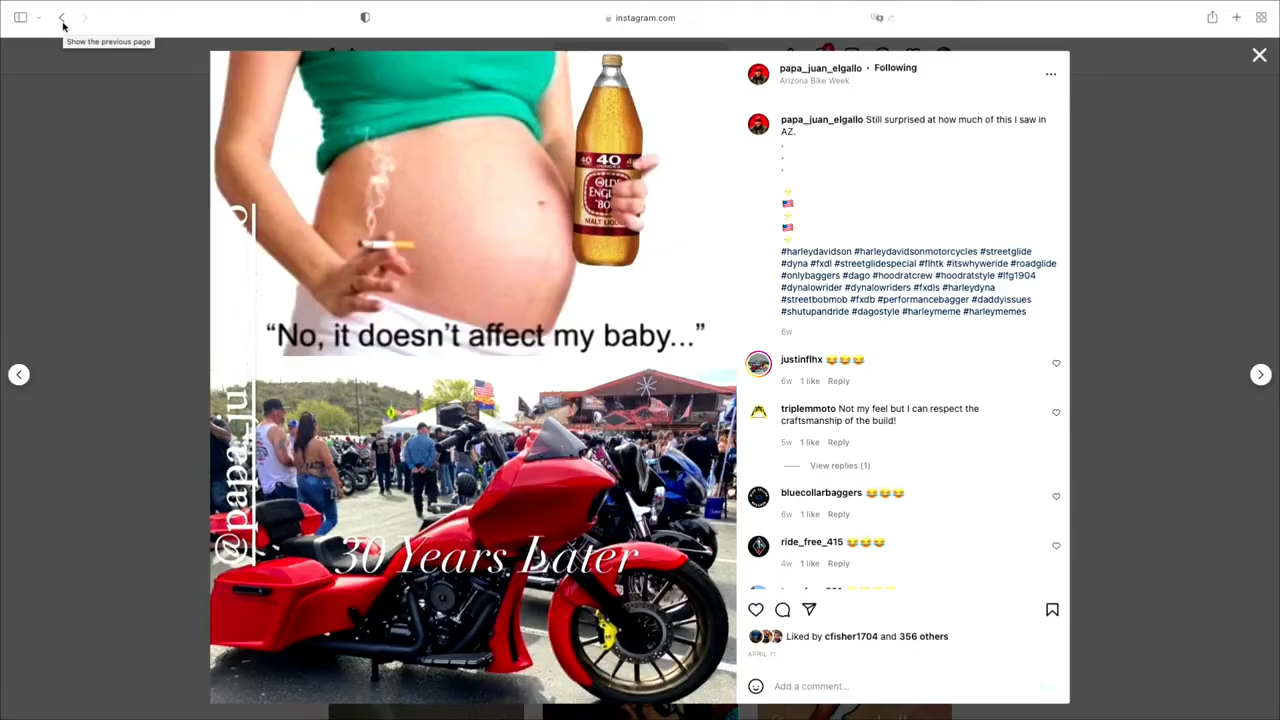 instagram.com
Show the previous page
papa_juan_elgallo • Following
Arizona Bike Week
papa_juan_elgallo Still surprised at how much of this I saw in
AZ.
.
.
.
#harleydavidson #harleydavidsonmotorcycles #streetglide
#dyna #fxdl #streetglidespecial #flhtk #itswhyweride #roadglide
#onlybaggers #dago #hoodratcrew #hoodratstyle #lfg1904
#dynalowrider #dynalowriders #fxdls #harleydyna
#streetbobmob #fxdb #performancebagger #daddyissues
#shutupandride #dagostyle #harleymeme #harleymemes
6w
justinflhx 😂😂😂
6w 1 like Reply
triplemmoto Not my feel but I can respect the
craftsmanship of the build!
5w 1 like Reply
View replies (1)
bluecollarbaggers 😂😂😂
6w 1 like Reply
ride_free_415 😂😂😂
4w 1 like Reply
Liked by cfisher1704 and 356 others
APRIL 11
Add a comment...
40 40
OLDE
ENGL
"80
MALT LIQU
"No, it doesn't affect my baby..."
30 Years Later